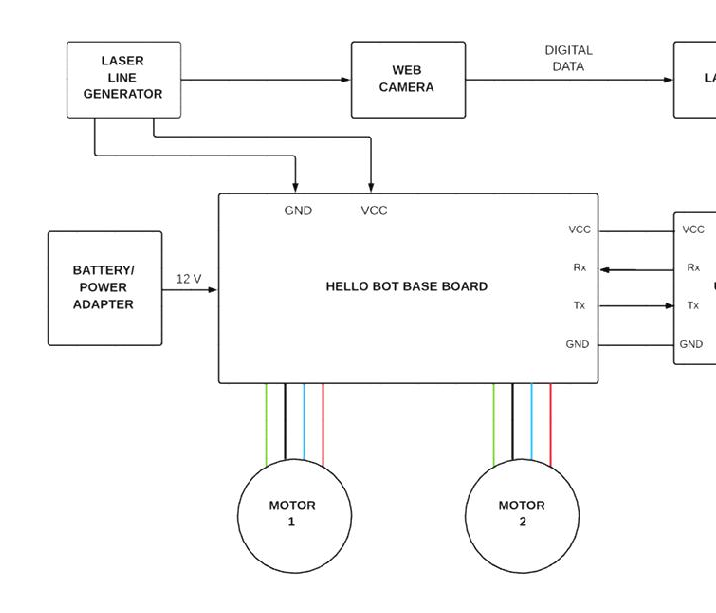 LASER
LINE
GENERATOR
WEB
CAMERA
DIGITAL
DATA
GND
VCC
BATTERY/
POWER
ADAPTER
12 V
HELLO BOT BASE BOARD
VCC
Rx
Tx
GND
VCC
Rx
Tx
GND
MOTOR
1
MOTOR
2